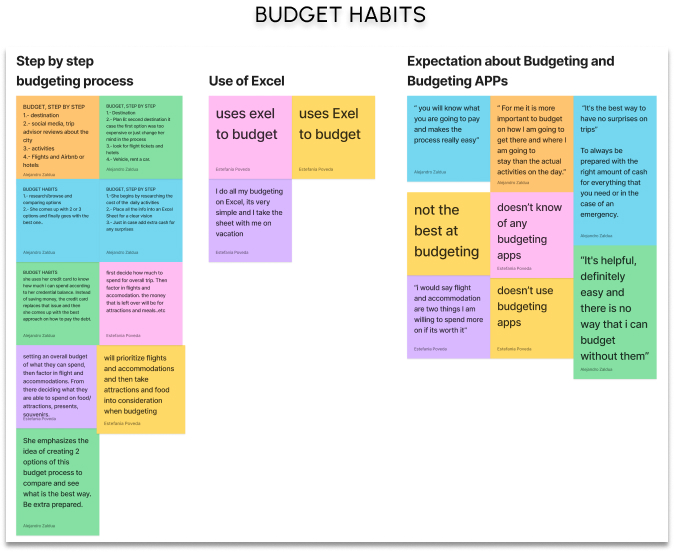 BUDGET HABITS
Step by step
budgeting process
BUDGET, STEP BY STEP
1.- destination
2.- social media, trip
advisor reviews about the
city
3.- activities
4.- Flights and Airbnb or
hotels
Alejandro Zaldua
BUDGET, STEP BY STEP
1.- Destination
2.- Plan B: second destination it
case the first option was too
expensive or just change her
mind in the process
3.- look for flight tickets and
hotels
4.- Vehicle, rent a car.
Alejandro Zaldua
BUDGET HABITS
1.- research/browse and
comparing options
2.- She comes up with 2 or 3
options and finally goes with the
best one .
Alejandro Zaldua
BUDGET, STEP BY STEP
1.- She begins by researching the
cost of the daily activities
2.- Place all the info into an Excel
Sheet for a clear vision
3.- Just in case add extra cash for
any surprises
Alejandro Zaldua
BUDGET HABITS
she uses her credit card to know
how much I can spend according
to her credential balance. Instead
of saving money, the credit card
replaces that issue and then
she comes up with the best
approach on how to pay the debt.
Alejandro Zaldua
first decide how much to
spend for overall trip. Then
factor in flights and
accomodation. the money
that is left over will be for
attractions and meals..etc
Estefania Poveda
setting an overall budget
of what they can spend,
then factor in flight and
accommodations. From
there deciding what they
are able to spend on food/
attractions, presents,
souvenirs.
Estefania Poveda
will prioritize flights
and accommodations
and then take
attractions and food
into consideration
when budgeting
Estefania Poveda
She emphasizes the
idea of creating 2
options of this
budget process to
compare and see
what is the best way.
Be extra prepared.
Alejandro Zaldua
Use of Excel
uses exel
to budget
Estefania Poveda
uses Exel
to budget
Estefania Poveda
I do all my budgeting
on Excel, its very
simple and I take the
sheet with me on
vacation
Estefania Poveda
Expectation about Budgeting and
Budgeting APPs
“ you will know what
you are going to pay
and makes the
process really easy”
Alejandro Zaldua
“ For me it is more
important to budget
on how I am going to
get there and where I
am going to
stay than the actual
activities on the day.”
Alejandro Zaldua
“It's the best way to
have no surprises on
trips”
To always be
prepared with the
right amount of cash
for everything that
you need or in the
case of an
emergency.
Alejandro Zaldua
not the
best at
budgeting
doesn't know
of any
budgeting
apps
Estefania Poveda
“It's helpful,
definitely
easy and
there is no
way that i can
budget
without them”
Alejandro Zaldua
“I would say flight
and accommodation
are two things I am
willing to spend more
on if its worth it”
Estefania Poveda
doesn't use
budgeting
apps
Estefania Poveda